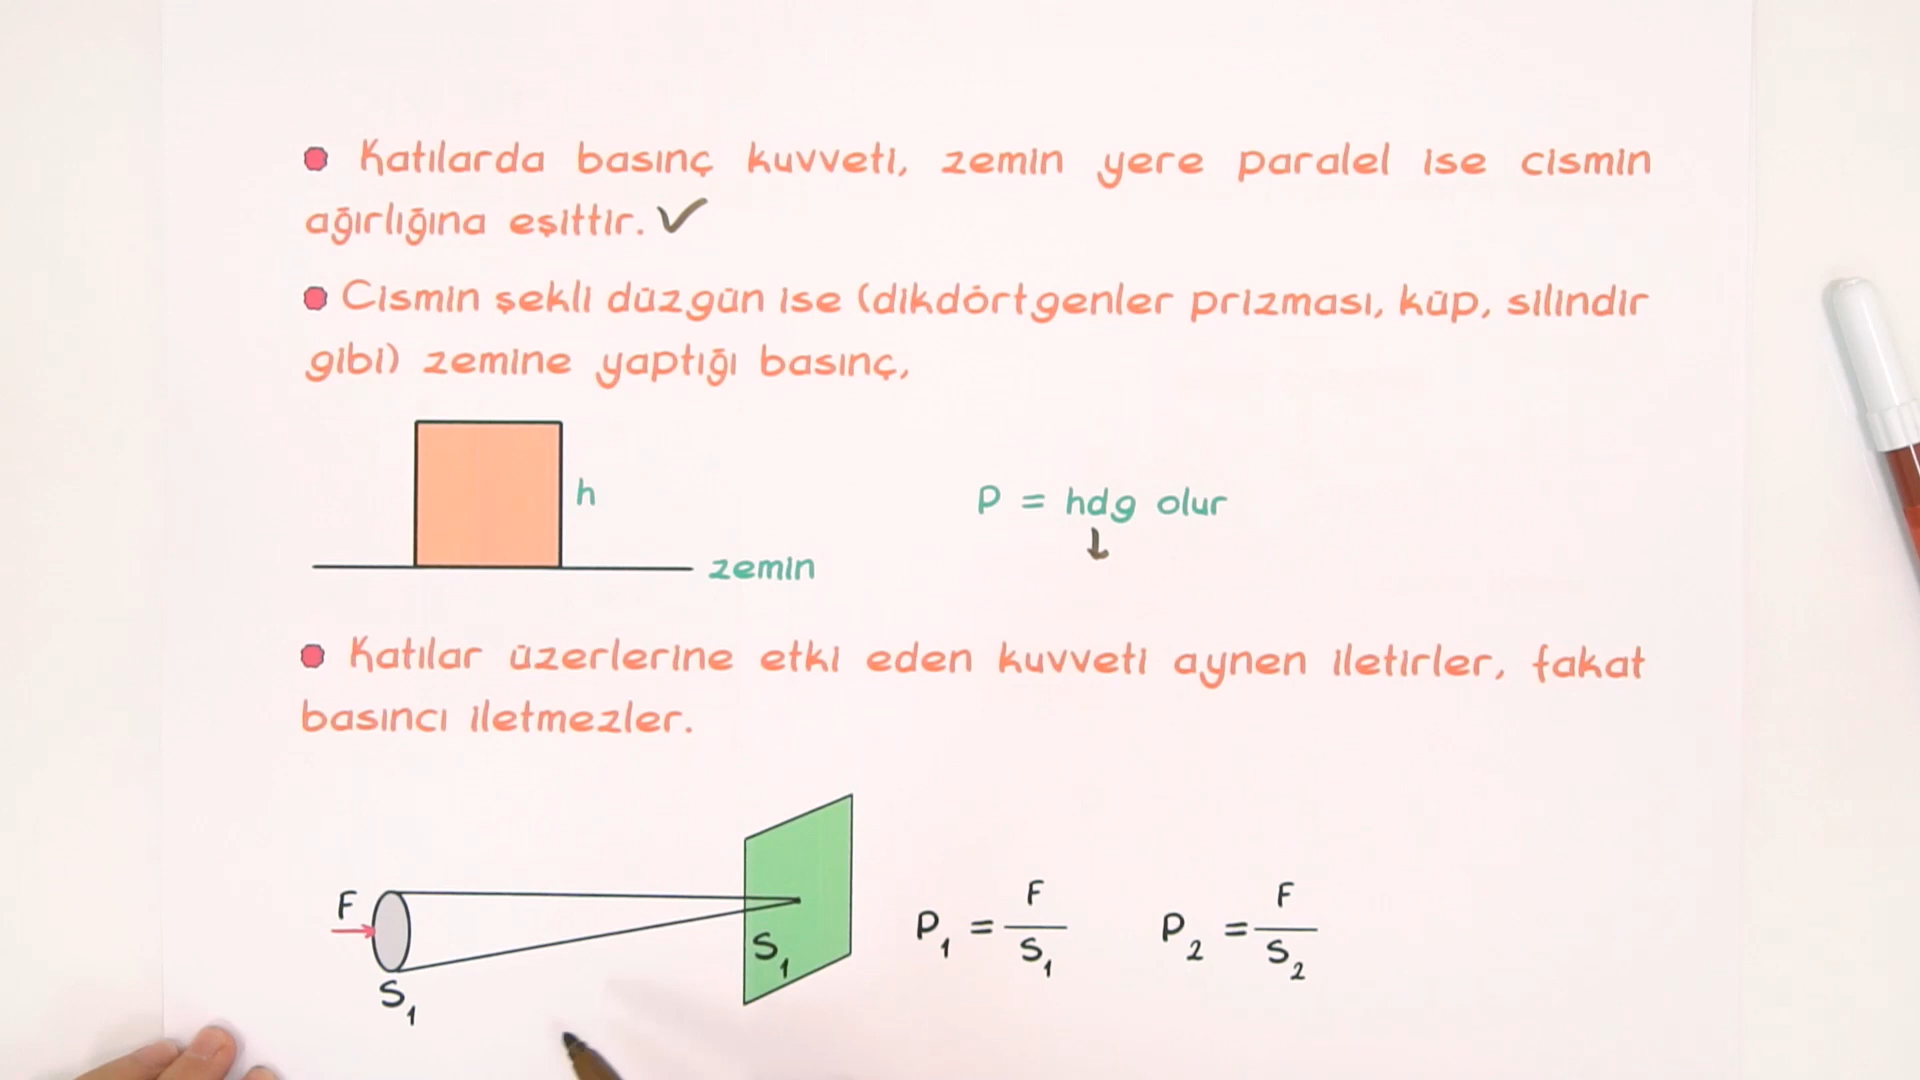 Katılarda basınç kuvveti, zemin yere paralel ise cismin
ağırlığına eşittir.
Cismin şekli düzgün ise (dikdörtgenler prizması, küp, silindir
gibi) zemine yaptığı basınç,
h
P = hdg olur
zemin
Katılar üzerlerine etki eden kuvveti aynen iletirler, fakat
basıncı iletmezler.
F
S₁
S₁
P₁ = F/S₁
P₂ = F/S₂